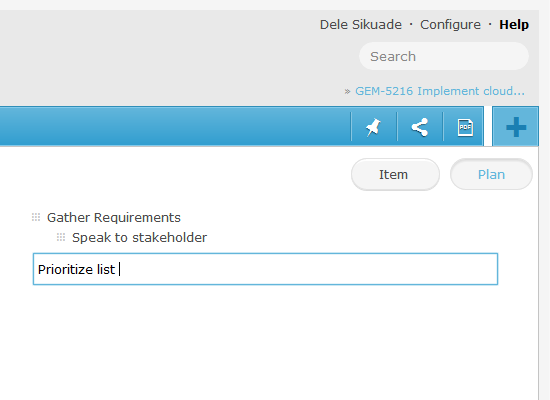 Dele Sikuade · Configure · Help
Search
» GEM-5216 Implement cloud...
PDF
Item Plan
Gather Requirements
Speak to stakeholder
Prioritize list